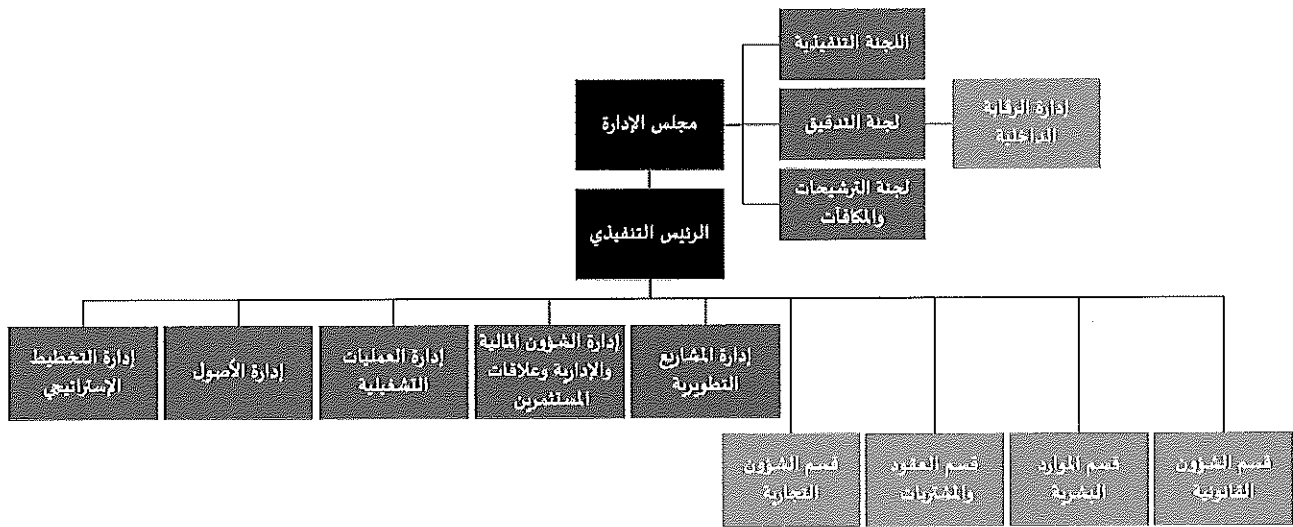 اللجنة التنفيذية
مجلس الإدارة
لجنة التدقيق
إدارة الرقابة
الداخلية
لجنة الترشيحات
والمكافآت
الرئيس التنفيذي
إدارة المشاريع
التطويرية
إدارة الشؤون المالية
والإدارية وعلاقات
المستثمرين
إدارة العمليات
التشغيلية
إدارة الأصول
إدارة التخطيط
الإستراتيجي
قسم الشؤون
القانونية
قسم الموارد
البشرية
قسم العقود
والمشتريات
قسم الشؤون
التجارية